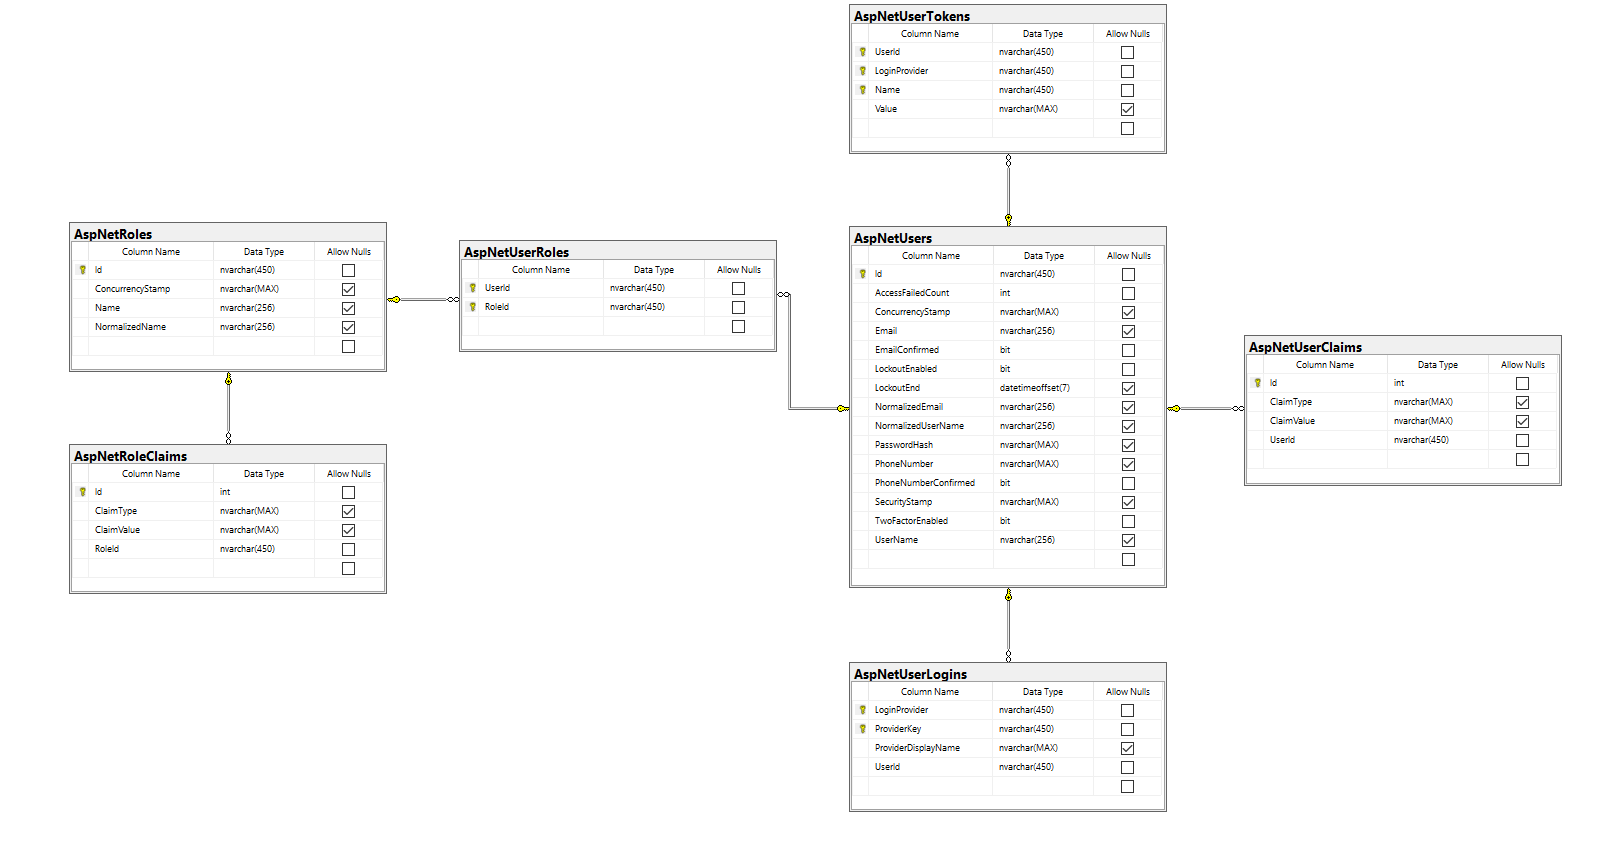 AspNetUserTokens
Column Name Data Type Allow Nulls
UserId nvarchar(450)
LoginProvider nvarchar(450)
Name nvarchar(450)
Value nvarchar(MAX)
AspNetRoles
Column Name Data Type Allow Nulls
Id nvarchar(450)
ConcurrencyStamp nvarchar(MAX)
Name nvarchar(256)
NormalizedName nvarchar(256)
AspNetUserRoles
Column Name Data Type Allow Nulls
UserId nvarchar(450)
RoleId nvarchar(450)
AspNetUsers
Column Name Data Type Allow Nulls
Id nvarchar(450)
AccessFailedCount int
ConcurrencyStamp nvarchar(MAX)
Email nvarchar(256)
EmailConfirmed bit
LockoutEnabled bit
LockoutEnd datetimeoffset(7)
NormalizedEmail nvarchar(256)
NormalizedUserName nvarchar(256)
PasswordHash nvarchar(MAX)
PhoneNumber nvarchar(MAX)
PhoneNumberConfirmed bit
SecurityStamp nvarchar(MAX)
TwoFactorEnabled bit
UserName nvarchar(256)
AspNetUserClaims
Column Name Data Type Allow Nulls
Id int
ClaimType nvarchar(MAX)
ClaimValue nvarchar(MAX)
UserId nvarchar(450)
AspNetRoleClaims
Column Name Data Type Allow Nulls
Id int
ClaimType nvarchar(MAX)
ClaimValue nvarchar(MAX)
RoleId nvarchar(450)
AspNetUserLogins
Column Name Data Type Allow Nulls
LoginProvider nvarchar(450)
ProviderKey nvarchar(450)
ProviderDisplayName nvarchar(MAX)
UserId nvarchar(450)